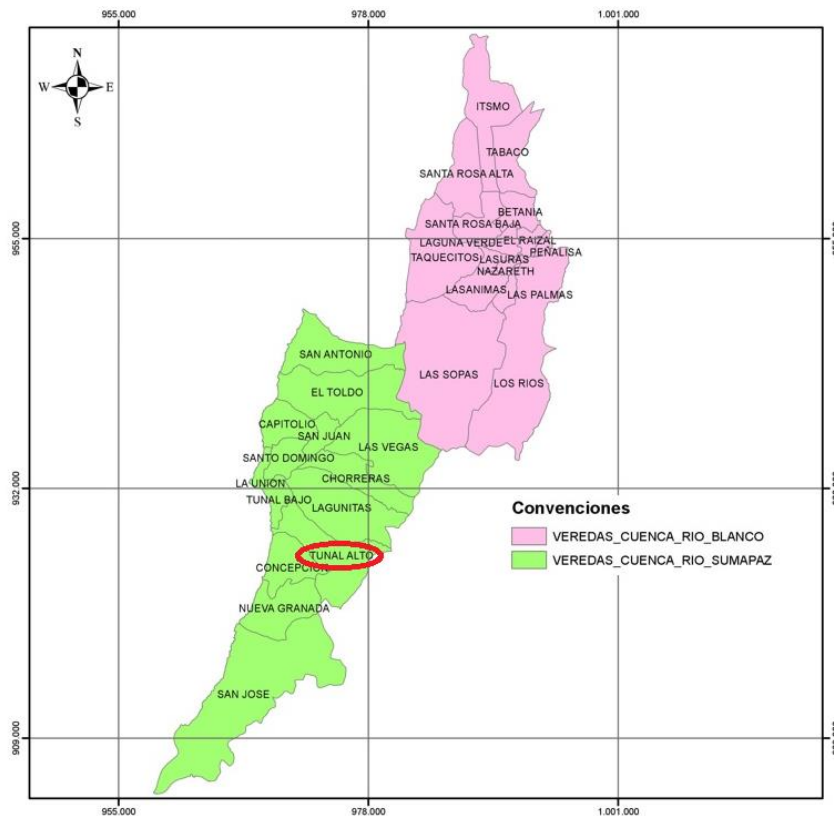 955.000 978.000 1.001.000
N
W E
S
ITSMO
TABACO
SANTA ROSA ALTA
BETANIA
SANTA ROSA BAJA
955.000
LAGUNA VERDE EL RAIZAL
PEÑALISA
TAQUECITOS LASURAS
NAZARETH
LASANIMAS LAS PALMAS
SAN ANTONIO
LAS SOPAS
LOS RIOS
EL TOLDO
CAPITOLIO
SAN JUAN
LAS VEGAS
SANTO DOMINGO
CHORRERAS
LA UNION
932.000
TUNAL BAJO
LAGUNITAS
Convenciones
VEREDAS_CUENCA_RIO_BLANCO
VEREDAS_CUENCA_RIO_SUMAPAZ
TUNAL ALTO
CONCEPCION
NUEVA GRANADA
SAN JOSE
909.000
955.000 978.000 1.001.000